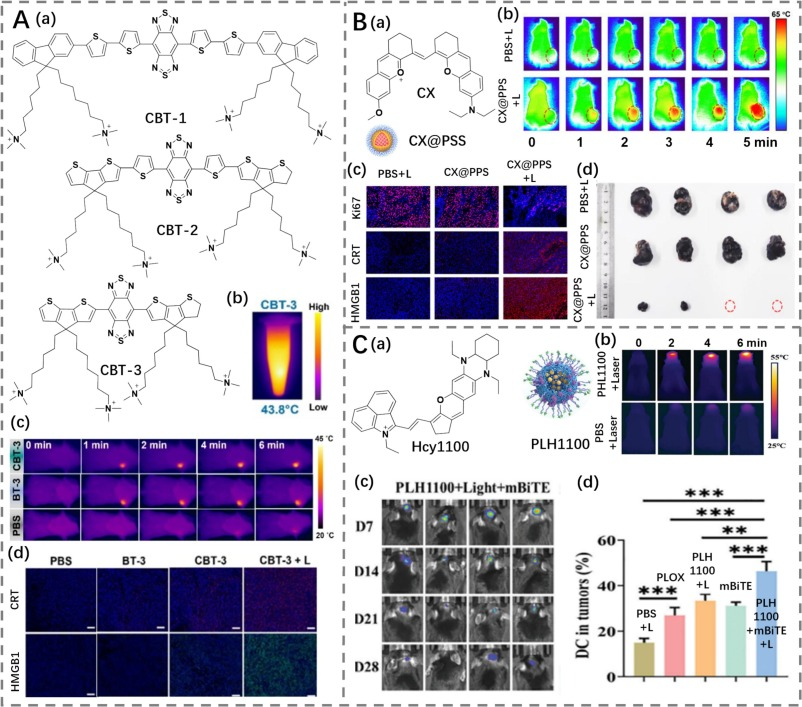 A
(a)
S
S
S
S
N
S
N
N
S
N
N+
N+
N+
N+
CBT-1
S
S
S
S
S
S
N
S
N
N
S
N
N+
N+
N+
N+
CBT-2
S
S
S
S
N
S
N
N
S
N
N+
N+
N+
N+
CBT-3
(b)
CBT-3
High
Low
43.8°C
(c)
0 min
1 min
2 min
4 min
6 min
45 °C
CBT-3
BT-3
PBS
20 °C
(d)
PBS
BT-3
CBT-3
CBT-3 + L
CRT
HMGB1
B
(a)
O
+
O
O
N
CX
CX@PSS
(b)
65 °C
PBS+L
CX@PPS
+L
0
1
2
3
4
5 min
(c)
PBS+L
CX@PPS
CX@PPS
+L
Ki67
CRT
HMGB1
(d)
PBS+L
CX@PPS
CX@PPS
+L
C
(a)
N
N
O
N
+
Hcy1100
PLH1100
(b)
0
2
4
6 min
PHL1100
+Laser
PBS
+Laser
55°C
25°C
(c)
PLH1100+Light+mBiTE
D7
D14
D21
D28
(d)
DC in tumors (%)
60
40
20
0
***
***
**
***
***
PBS
+L
PLOX
PLH
1100
+L
mBiTE
PLH
1100
+mBiTE
+L